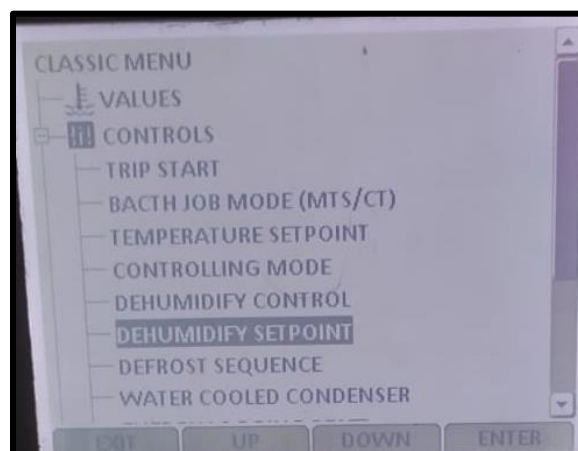 CLASSIC MENU
VALUES
CONTROLS
TRIP START
BACTH JOB MODE (MTS/CT)
TEMPERATURE SETPOINT
CONTROLLING MODE
DEHUMIDIFY CONTROL
DEHUMIDIFY SETPOINT
DEFROST SEQUENCE
WATER COOLED CONDENSER
EXIT UP DOWN ENTER